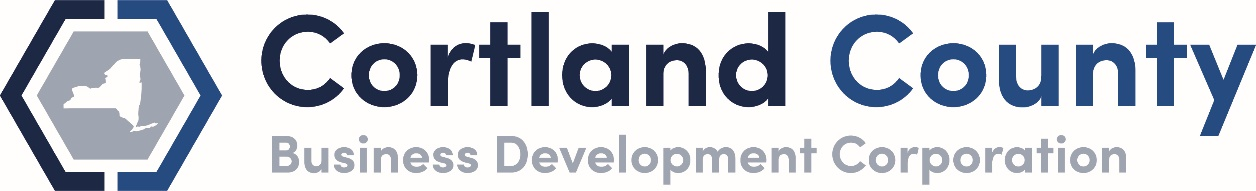 Cortland County
Business Development Corporation